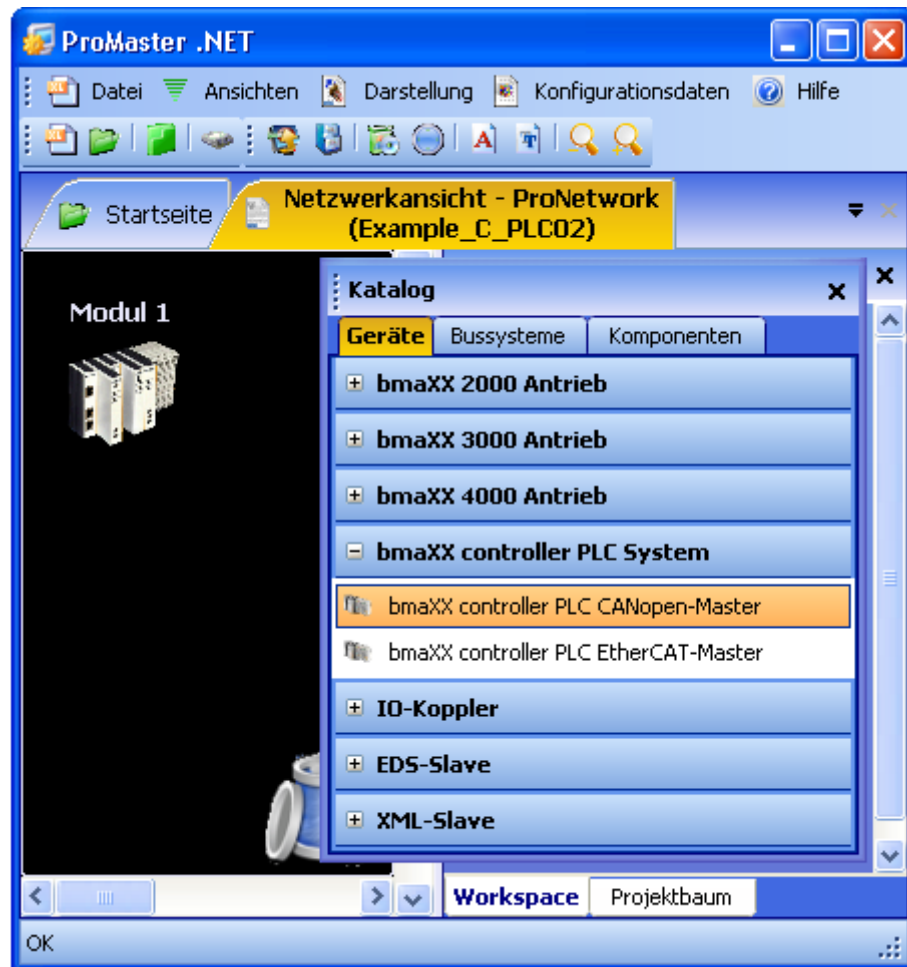 ProMaster .NET
Datei Ansichten Darstellung Konfigurationsdaten Hilfe
Startseite
Netzwerkansicht - ProNetwork
(Example_C_PLC02)
Modul 1
Katalog
Geräte Bussysteme Komponenten
bmaXX 2000 Antrieb
bmaXX 3000 Antrieb
bmaXX 4000 Antrieb
bmaXX controller PLC System
bmaXX controller PLC CANopen-Master
bmaXX controller PLC EtherCAT-Master
IO-Koppler
EDS-Slave
XML-Slave
Workspace Projektbaum
OK